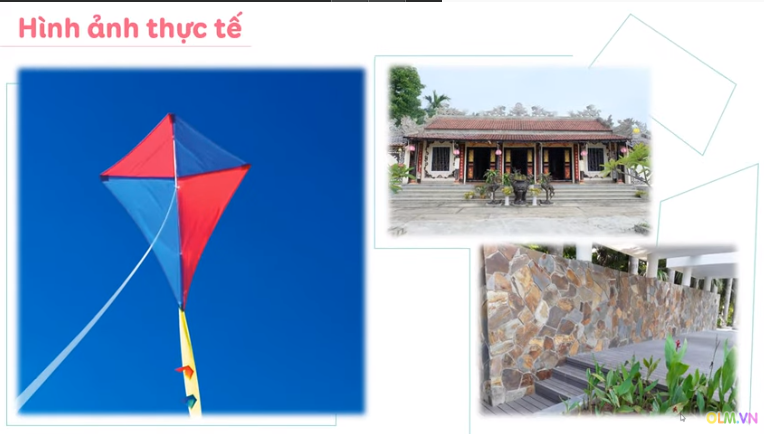 Hình ảnh thực tế
OLM.VN